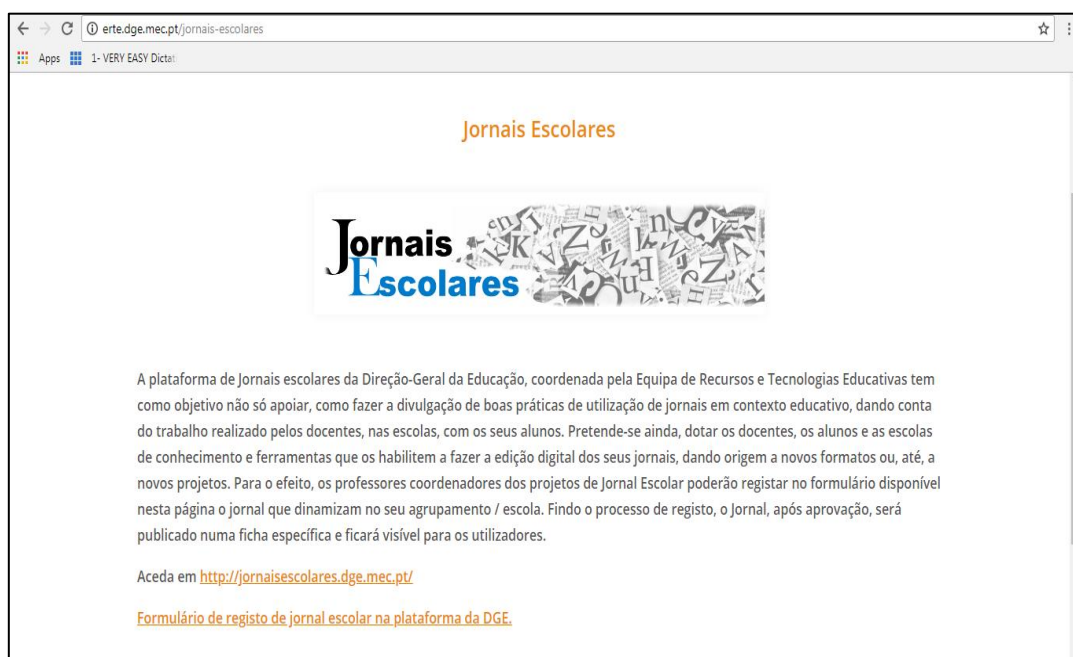 erte.dge.mec.pt/jornais-escolares
Apps 1- VERY EASY Dictat
Jornais Escolares
Jornais
Escolares
A plataforma de Jornais escolares da Direção-Geral da Educação, coordenada pela Equipa de Recursos e Tecnologias Educativas tem
como objetivo não só apoiar, como fazer a divulgação de boas práticas de utilização de jornais em contexto educativo, dando conta
do trabalho realizado pelos docentes, nas escolas, com os seus alunos. Pretende-se ainda, dotar os docentes, os alunos e as escolas
de conhecimento e ferramentas que os habilitem a fazer a edição digital dos seus jornais, dando origem a novos formatos ou, até, a
novos projetos. Para o efeito, os professores coordenadores dos projetos de Jornal Escolar poderão registar no formulário disponível
nesta página o jornal que dinamizam no seu agrupamento / escola. Findo o processo de registo, o Jornal, após aprovação, será
publicado numa ficha específica e ficará visível para os utilizadores.
Aceda em http://jornaisescolares.dge.mec.pt/
Formulário de registo de jornal escolar na plataforma da DGE.